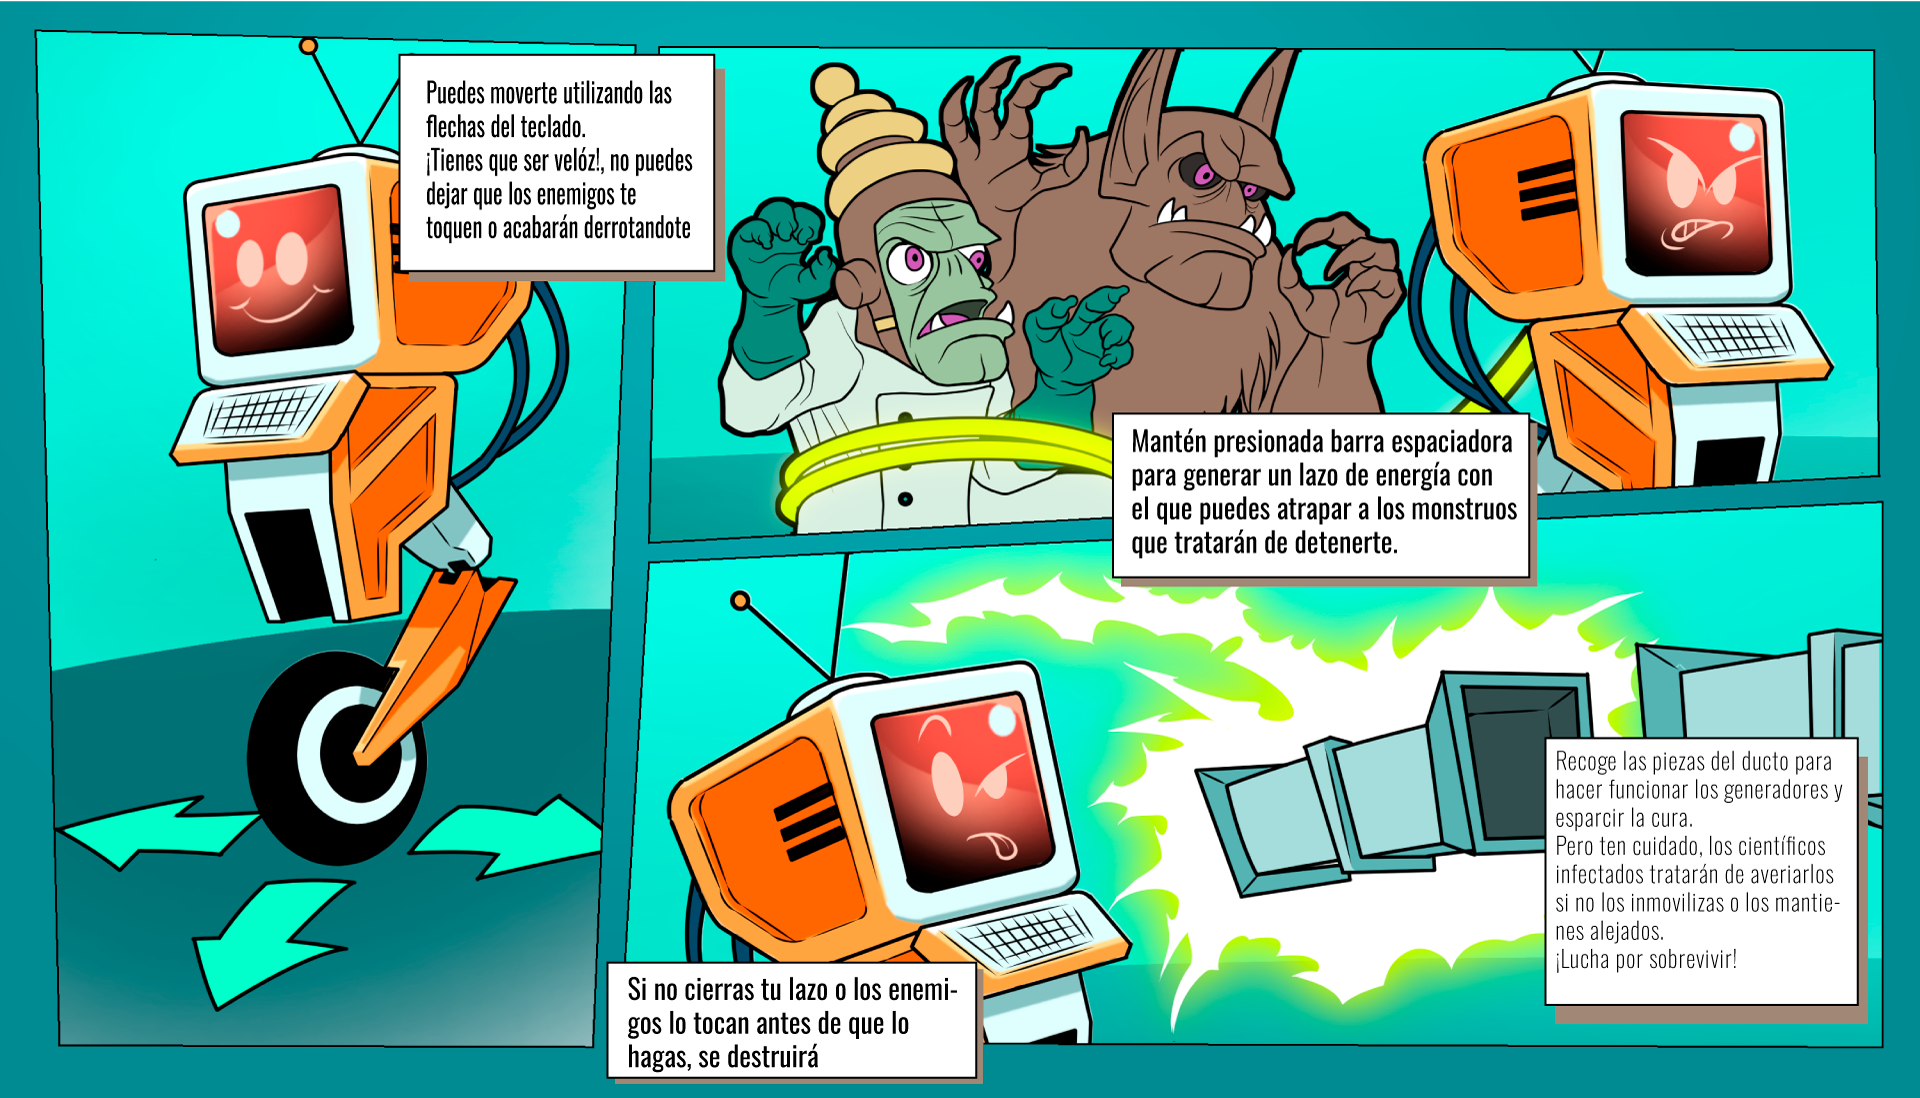 Puedes moverte utilizando las
flechas del teclado.
¡Tienes que ser velóz!, no puedes
dejar que los enemigos te
toquen o acabarán derrotandote
Mantén presionada barra espaciadora
para generar un lazo de energía con
el que puedes atrapar a los monstruos
que tratarán de detenerte.
Si no cierras tu lazo o los enemi-
gos lo tocan antes de que lo
hagas, se destruirá
Recoge las piezas del ducto para
hacer funcionar los generadores y
esparcir la cura.
Pero ten cuidado, los científicos
infectados tratarán de averiarlos
si no los inmovilizas o los mantie-
nes alejados.
¡Lucha por sobrevivir!